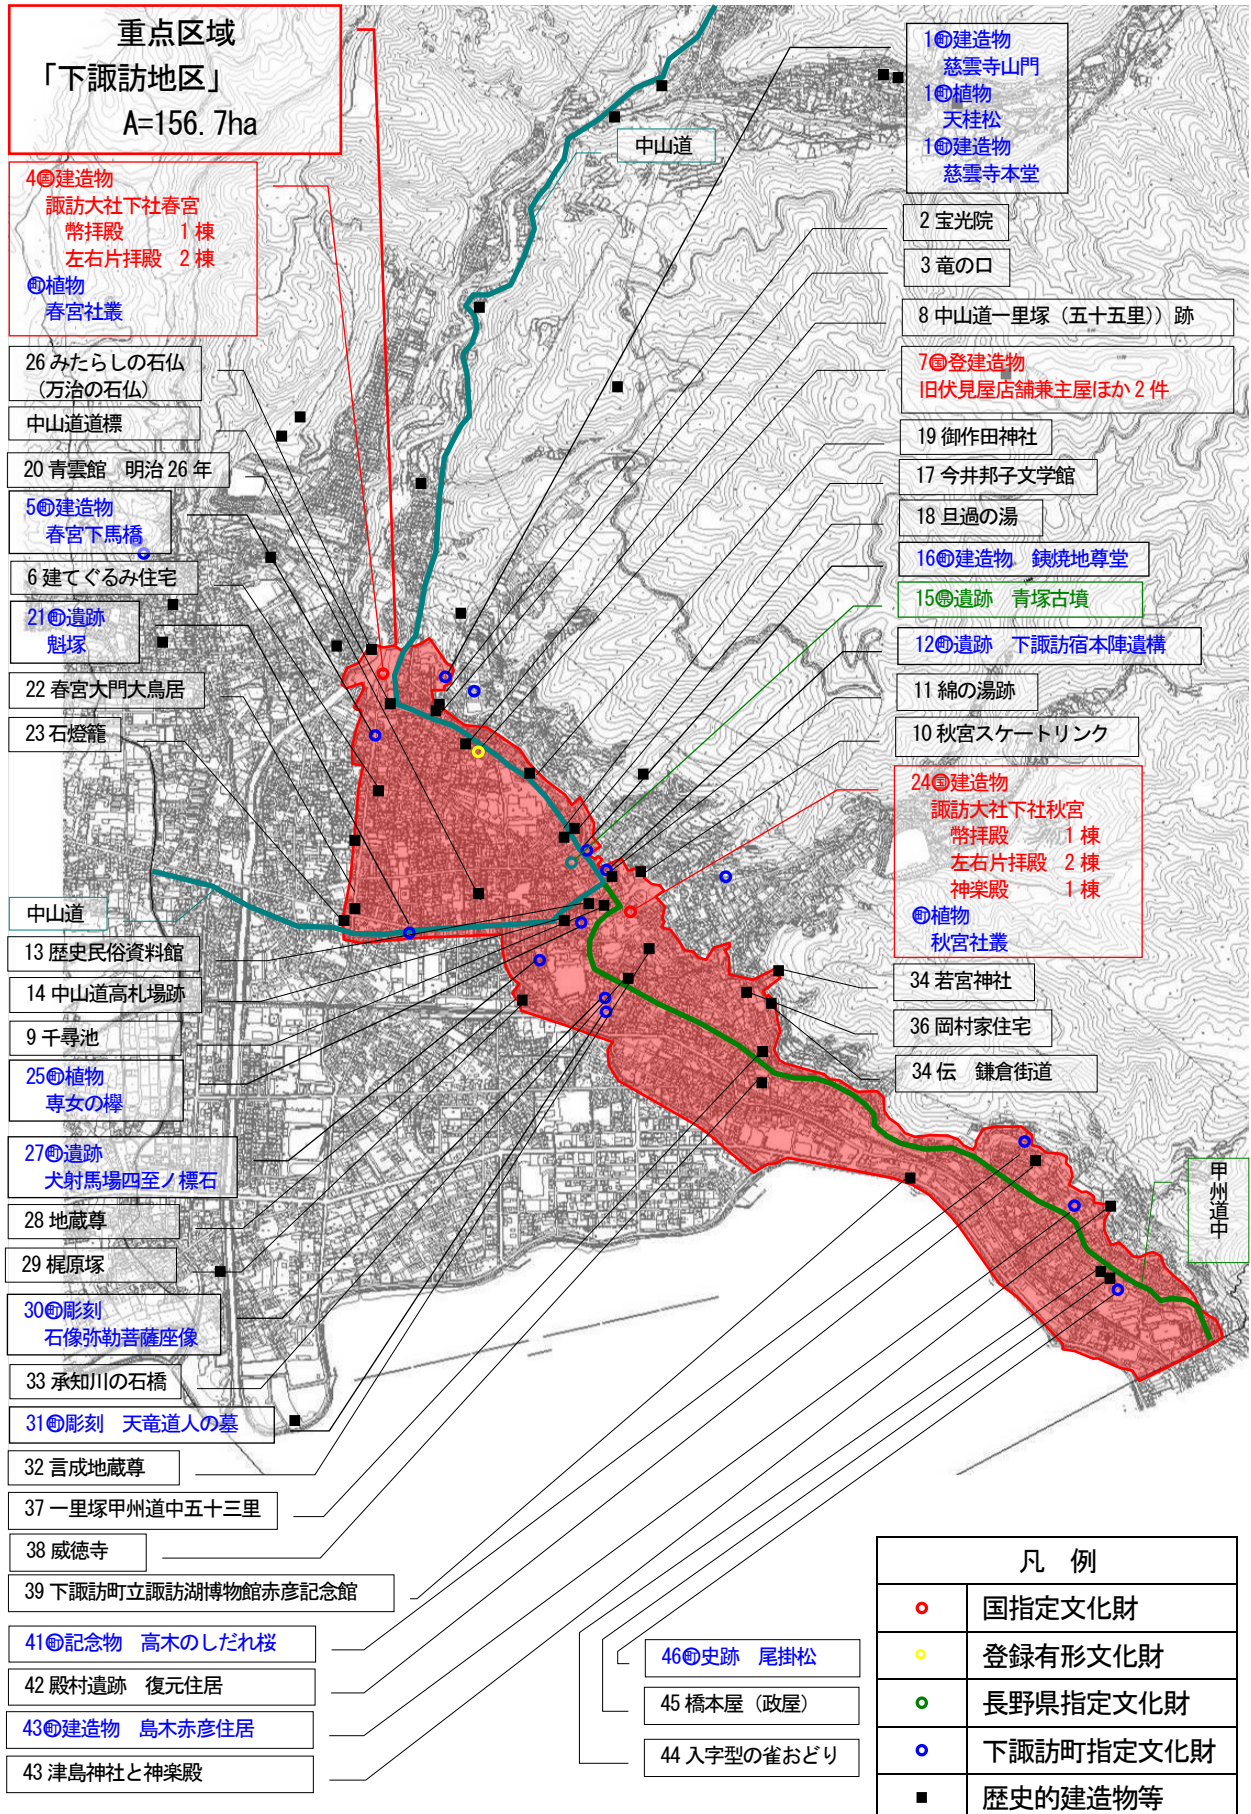 重点区域
「下諏訪地区」
A=156.7ha
4㊩建造物
諏訪大社下社春宮
幣拝殿 1棟
左右片拝殿 2棟
町植物
春宮社叢
26 みたらしの石仏
(万治の石仏)
中山道道標
20 青雲館 明治26年
5町建造物
春宮下馬橋
6 建てぐるみ住宅
21町遺跡
魁塚
22 春宮大門大鳥居
23 石燈籠
中山道
13 歴史民俗資料館
14 中山道高札場跡
9 千尋池
25町植物
専女の欅
27町遺跡
犬射馬場四至ノ標石
28 地蔵尊
29 梶原塚
30町彫刻
石像弥勒菩薩座像
33 承知川の石橋
31町彫刻 天竜道人の墓
32 言成地蔵尊
37 一里塚甲州道中五十三里
38 威徳寺
39 下諏訪町立諏訪湖博物館赤彦記念館
41町記念物 高木のしだれ桜
42 殿村遺跡 復元住居
43町建造物 島木赤彦住居
43 津島神社と神楽殿
中山道
1町建造物
慈雲寺山門
1町植物
天桂松
1町建造物
慈雲寺本堂
2 宝光院
3 竜の口
8 中山道一里塚(五十五里))跡
7国登建造物
旧伏見屋店舗兼主屋ほか2件
19 御作田神社
17 今井邦子文学館
18 旦過の湯
16町建造物 銕焼地尊堂
15県遺跡 青塚古墳
12町遺跡 下諏訪宿本陣遺構
11 綿の湯跡
10 秋宮スケートリンク
24国建造物
諏訪大社下社秋宮
幣拝殿 1棟
左右片拝殿 2棟
神楽殿 1棟
町植物
秋宮社叢
34 若宮神社
36 岡村家住宅
34 伝 鎌倉街道
甲州道中
46町史跡 尾掛松
45 橋本屋(政屋)
44 入字型の雀おどり
凡 例
国指定文化財
登録有形文化財
長野県指定文化財
下諏訪町指定文化財
歴史的建造物等